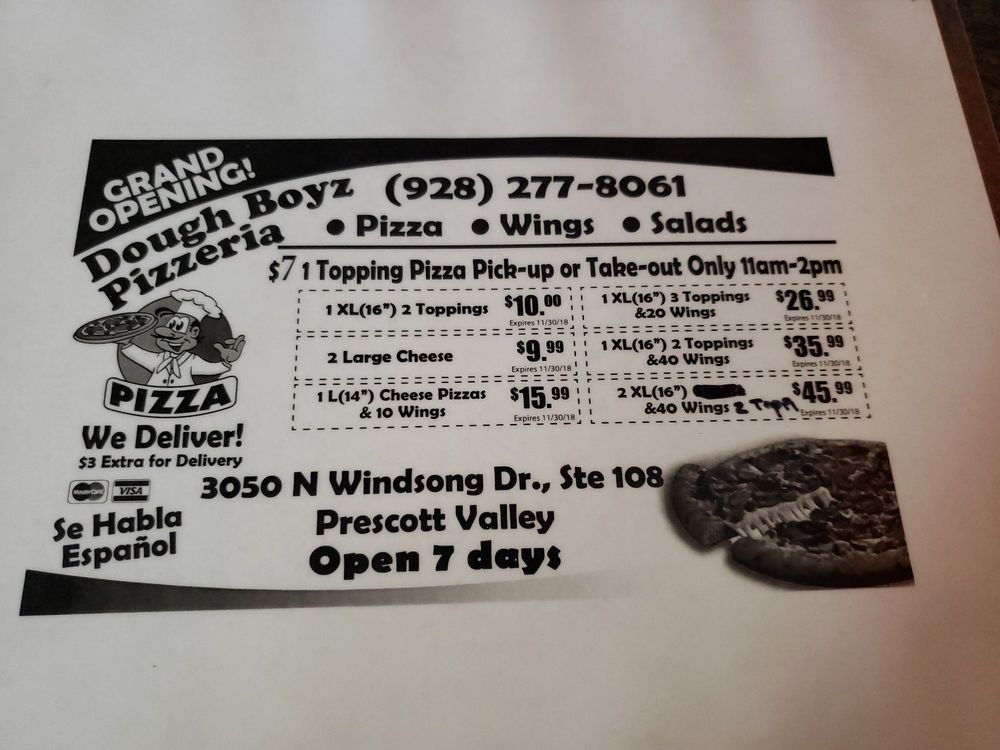 GRAND
OPENING!
Dough Boyz
Pizzeria
(928) 277-8061
• Pizza • Wings • Salads
$7 1 Topping Pizza Pick-up or Take-out Only 11am-2pm
1 XL(16") 2 Toppings $10.00
Expires 11/30/18
2 Large Cheese $9.99
Expires 11/30/18
1 L(14") Cheese Pizzas
& 10 Wings $15.99
Expires 11/30/18
1 XL(16") 3 Toppings
&20 Wings $26.99
Expires 11/30/18
1 XL(16") 2 Toppings
&40 Wings $35.99
Expires 11/30/18
2 XL(16")
&40 Wings 2 Topp $45.99
Expires 11/30/18
PIZZA
We Deliver!
$3 Extra for Delivery
MasterCard VISA
Se Habla
Español
3050 N Windsong Dr., Ste 108
Prescott Valley
Open 7 days